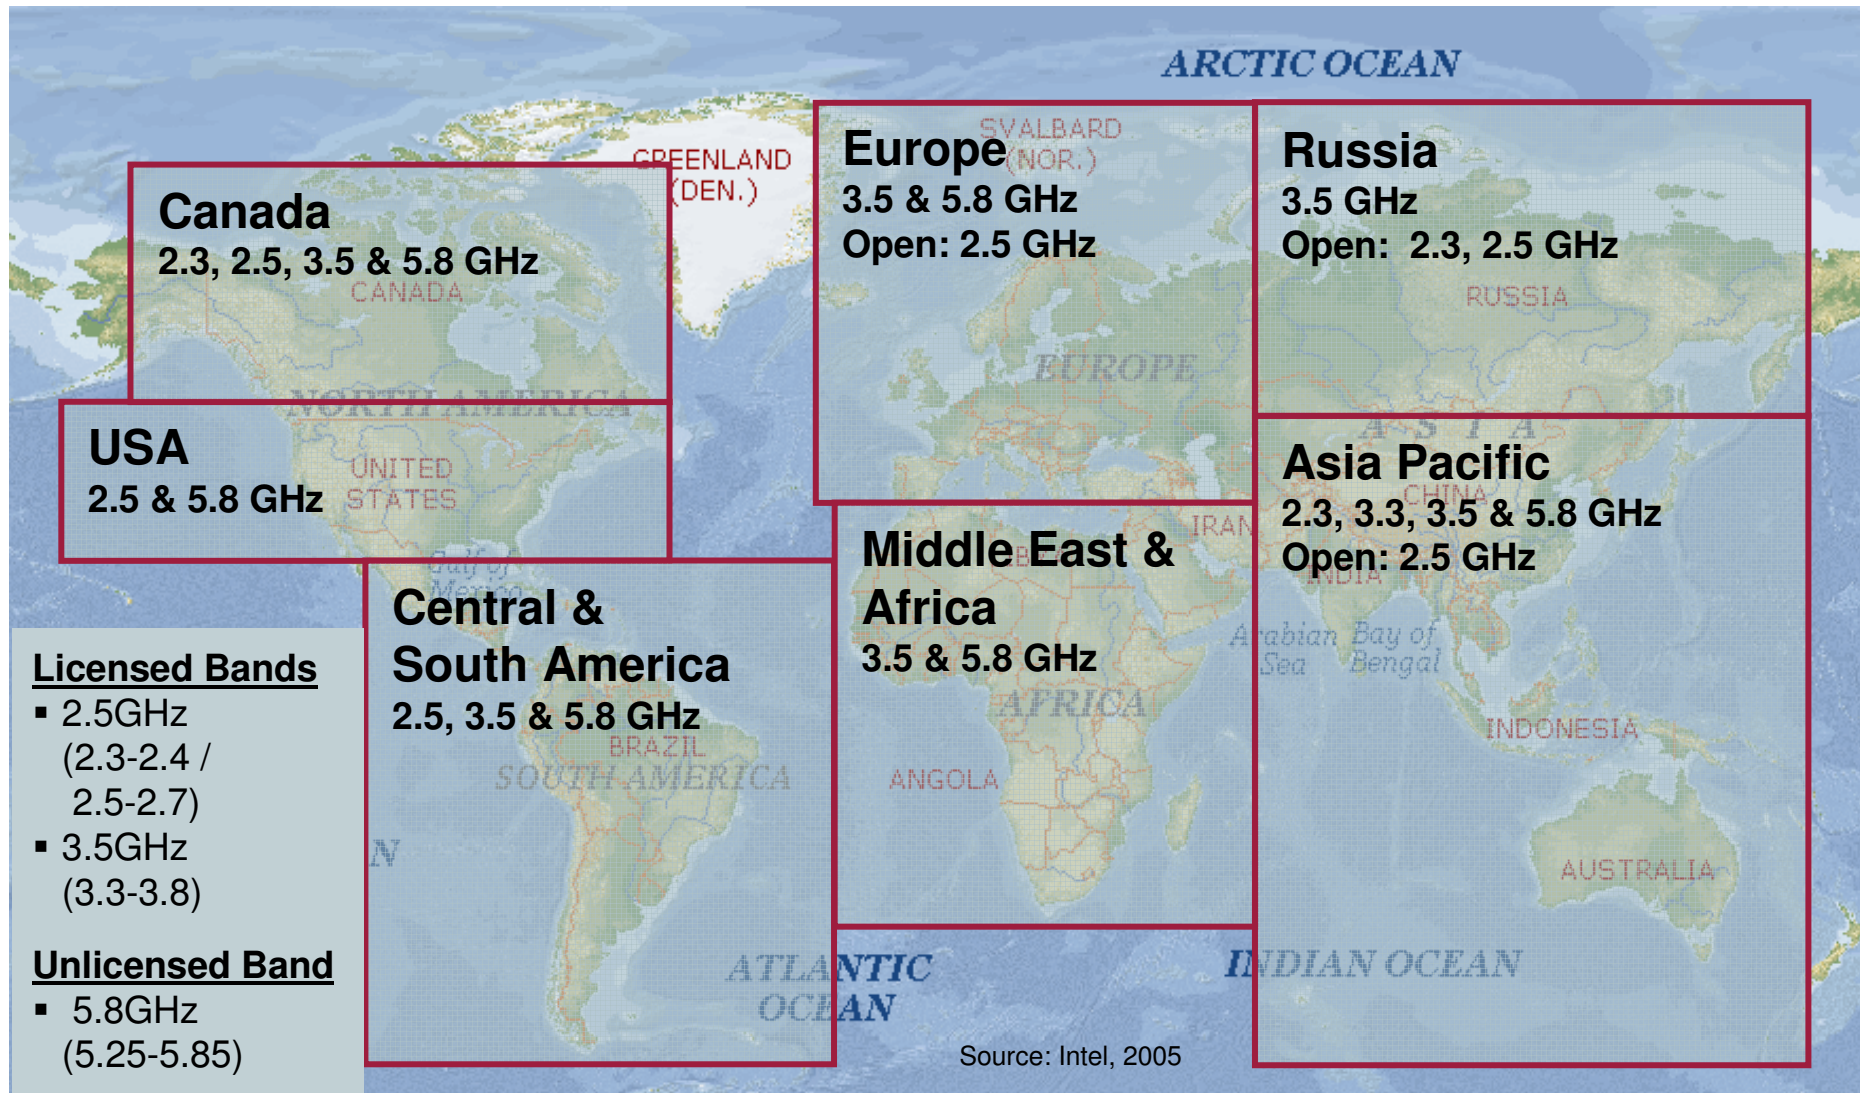 ARCTIC OCEAN
GREENLAND
(DEN.)
SVALBARD
(NOR.)
Canada
2.3, 2.5, 3.5 & 5.8 GHz
CANADA
Europe
3.5 & 5.8 GHz
Open: 2.5 GHz
EUROPE
Russia
3.5 GHz
Open: 2.3, 2.5 GHz
RUSSIA
NORTH AMERICA
USA
2.5 & 5.8 GHz
UNITED
STATES
ASIA
Asia Pacific
2.3, 3.3, 3.5 & 5.8 GHz
Open: 2.5 GHz
CHINA
INDIA
IRAN
Gulf of
Mexico
Central &
South America
2.5, 3.5 & 5.8 GHz
BRAZIL
SOUTH AMERICA
Middle East &
Africa
3.5 & 5.8 GHz
AFRICA
ANGOLA
Arabian
Sea
Bay of
Bengal
INDONESIA
AUSTRALIA
Licensed Bands
▪ 2.5GHz
(2.3-2.4 /
2.5-2.7)
▪ 3.5GHz
(3.3-3.8)
Unlicensed Band
▪ 5.8GHz
(5.25-5.85)
N
ATLANTIC
OCEAN
INDIAN OCEAN
Source: Intel, 2005